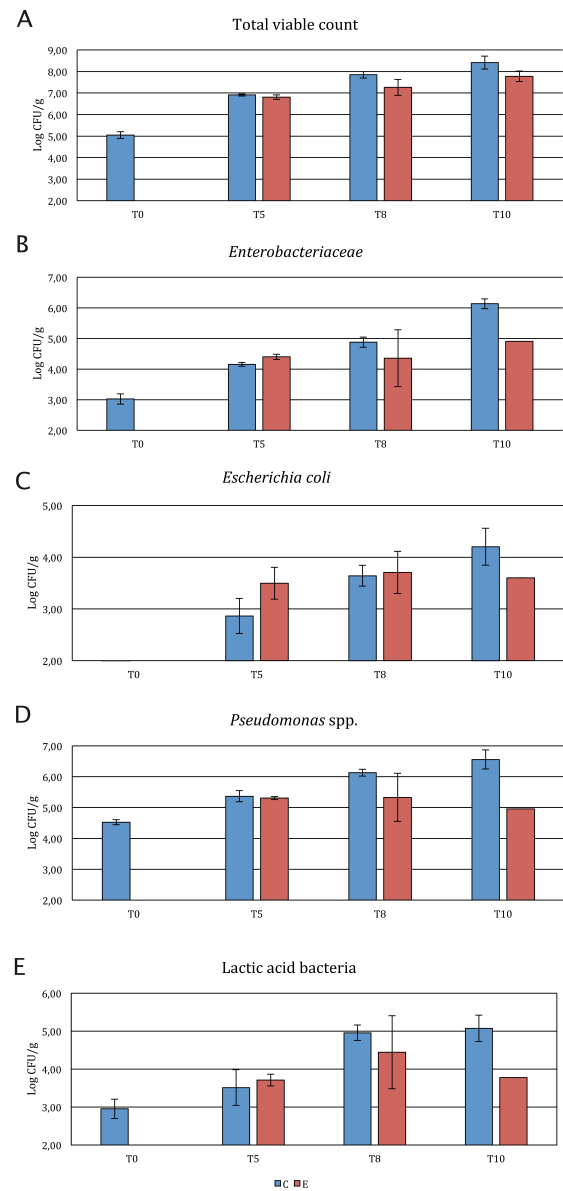 A
Total viable count
Log CFU/g
9,00
8,00
7,00
6,00
5,00
4,00
3,00
2,00
T0 T5 T8 T10
B
Enterobacteriaceae
Log CFU/g
7,00
6,00
5,00
4,00
3,00
2,00
T0 T5 T8 T10
C
Escherichia coli
Log CFU/g
5,00
4,00
3,00
2,00
T0 T5 T8 T10
D
Pseudomonas spp.
Log CFU/g
7,00
6,00
5,00
4,00
3,00
2,00
T0 T5 T8 T10
E
Lactic acid bacteria
Log CFU/g
6,00
5,00
4,00
3,00
2,00
T0 T5 T8 T10
C E